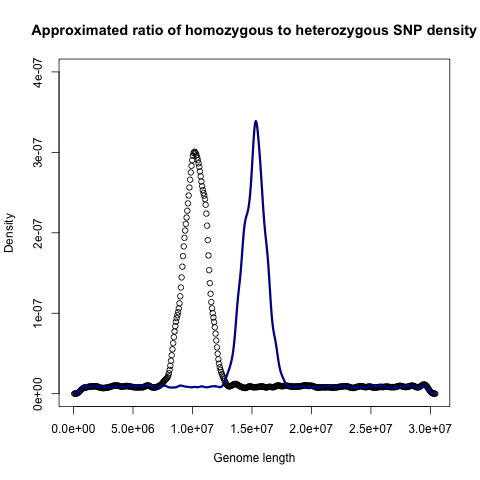 Approximated ratio of homozygous to heterozygous SNP density
4e-07
3e-07
2e-07
1e-07
0e+00
Density
0.0e+00 5.0e+06 1.0e+07 1.5e+07 2.0e+07 2.5e+07 3.0e+07
Genome length